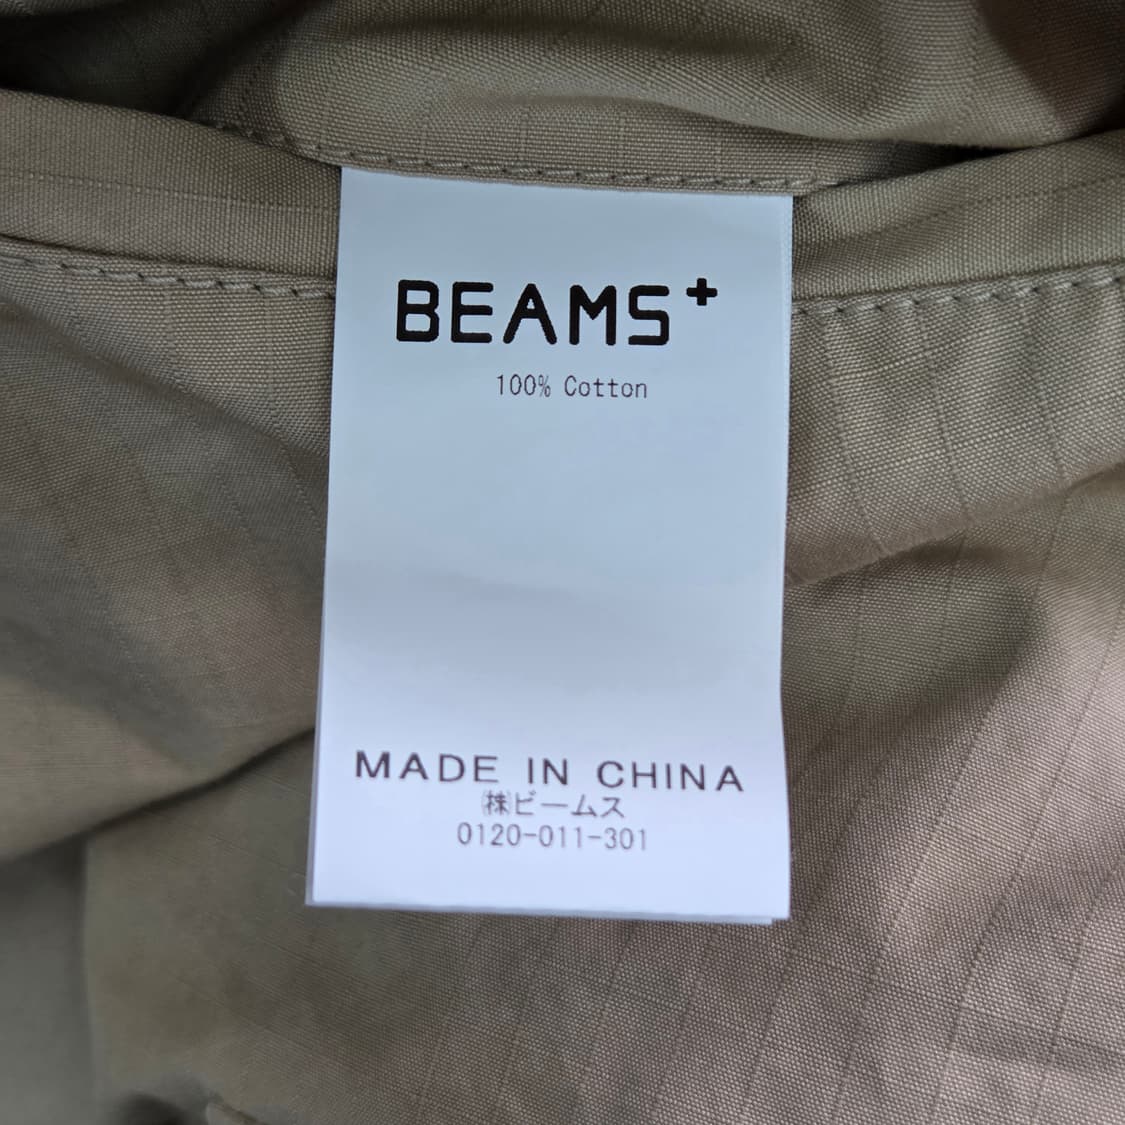 BEAMS+
100% Cotton
MADE IN CHINA
㈱ビームス
0120-011-301